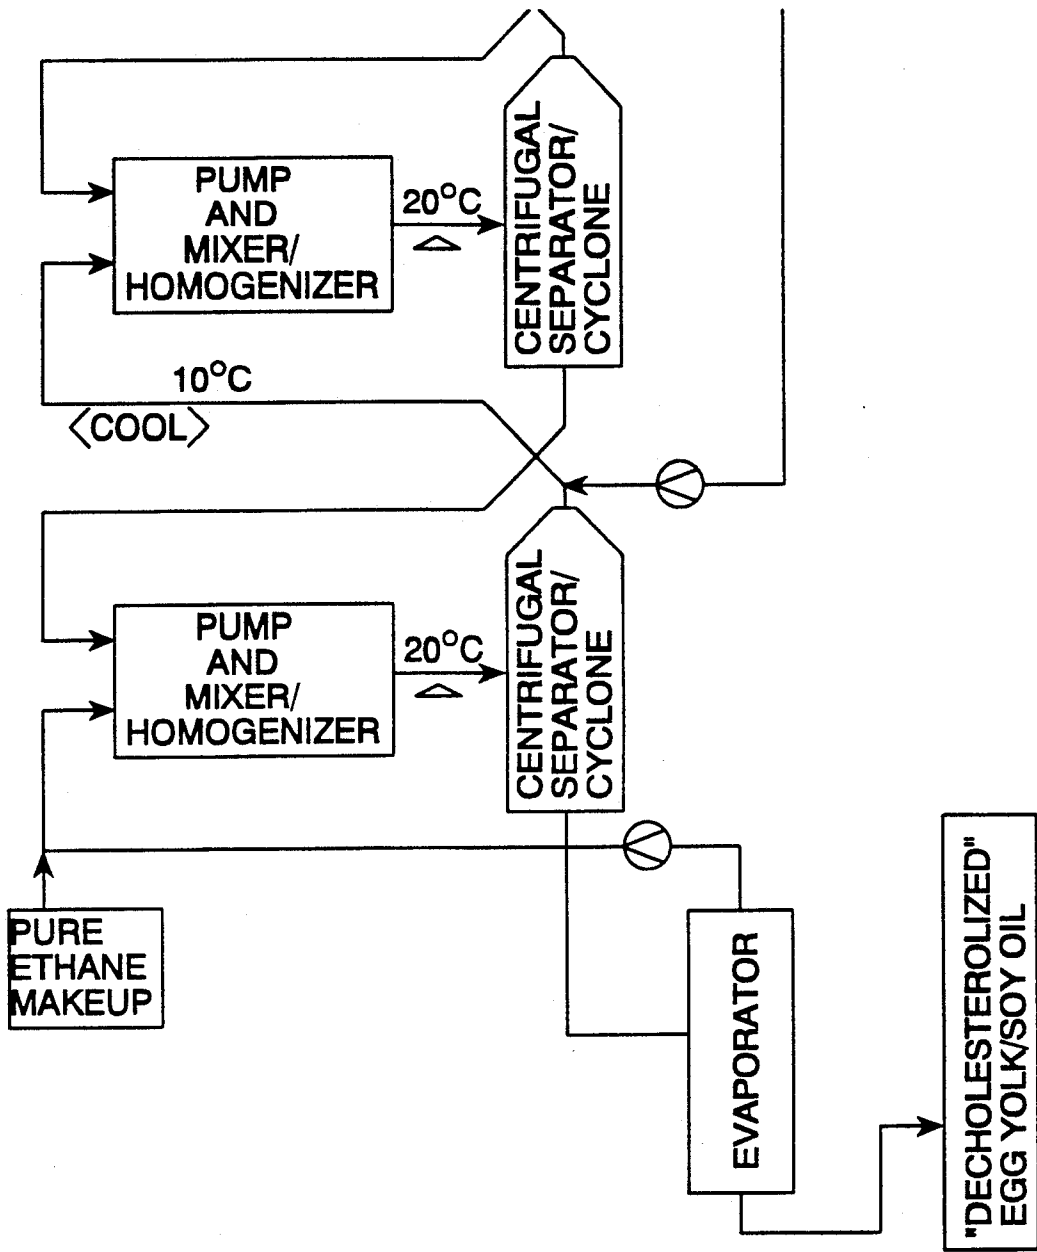 PUMP
AND
MIXER/
HOMOGENIZER
20°C
CENTRIFUGAL
SEPARATOR/
CYCLONE
10°C
COOL
PUMP
AND
MIXER/
HOMOGENIZER
20°C
CENTRIFUGAL
SEPARATOR/
CYCLONE
PURE
ETHANE
MAKEUP
EVAPORATOR
"DECHOLESTEROLIZED"
EGG YOLK/SOY OIL